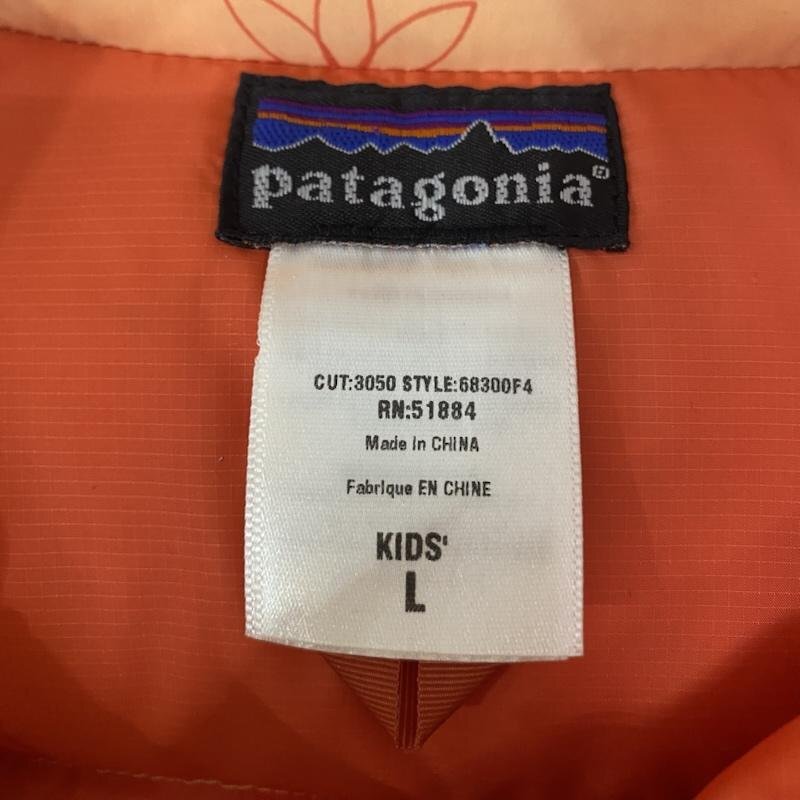 patagonia®
CUT:3050 STYLE:68300F4
RN:51884
Made in CHINA
Fabrique EN CHINE
KIDS'
L